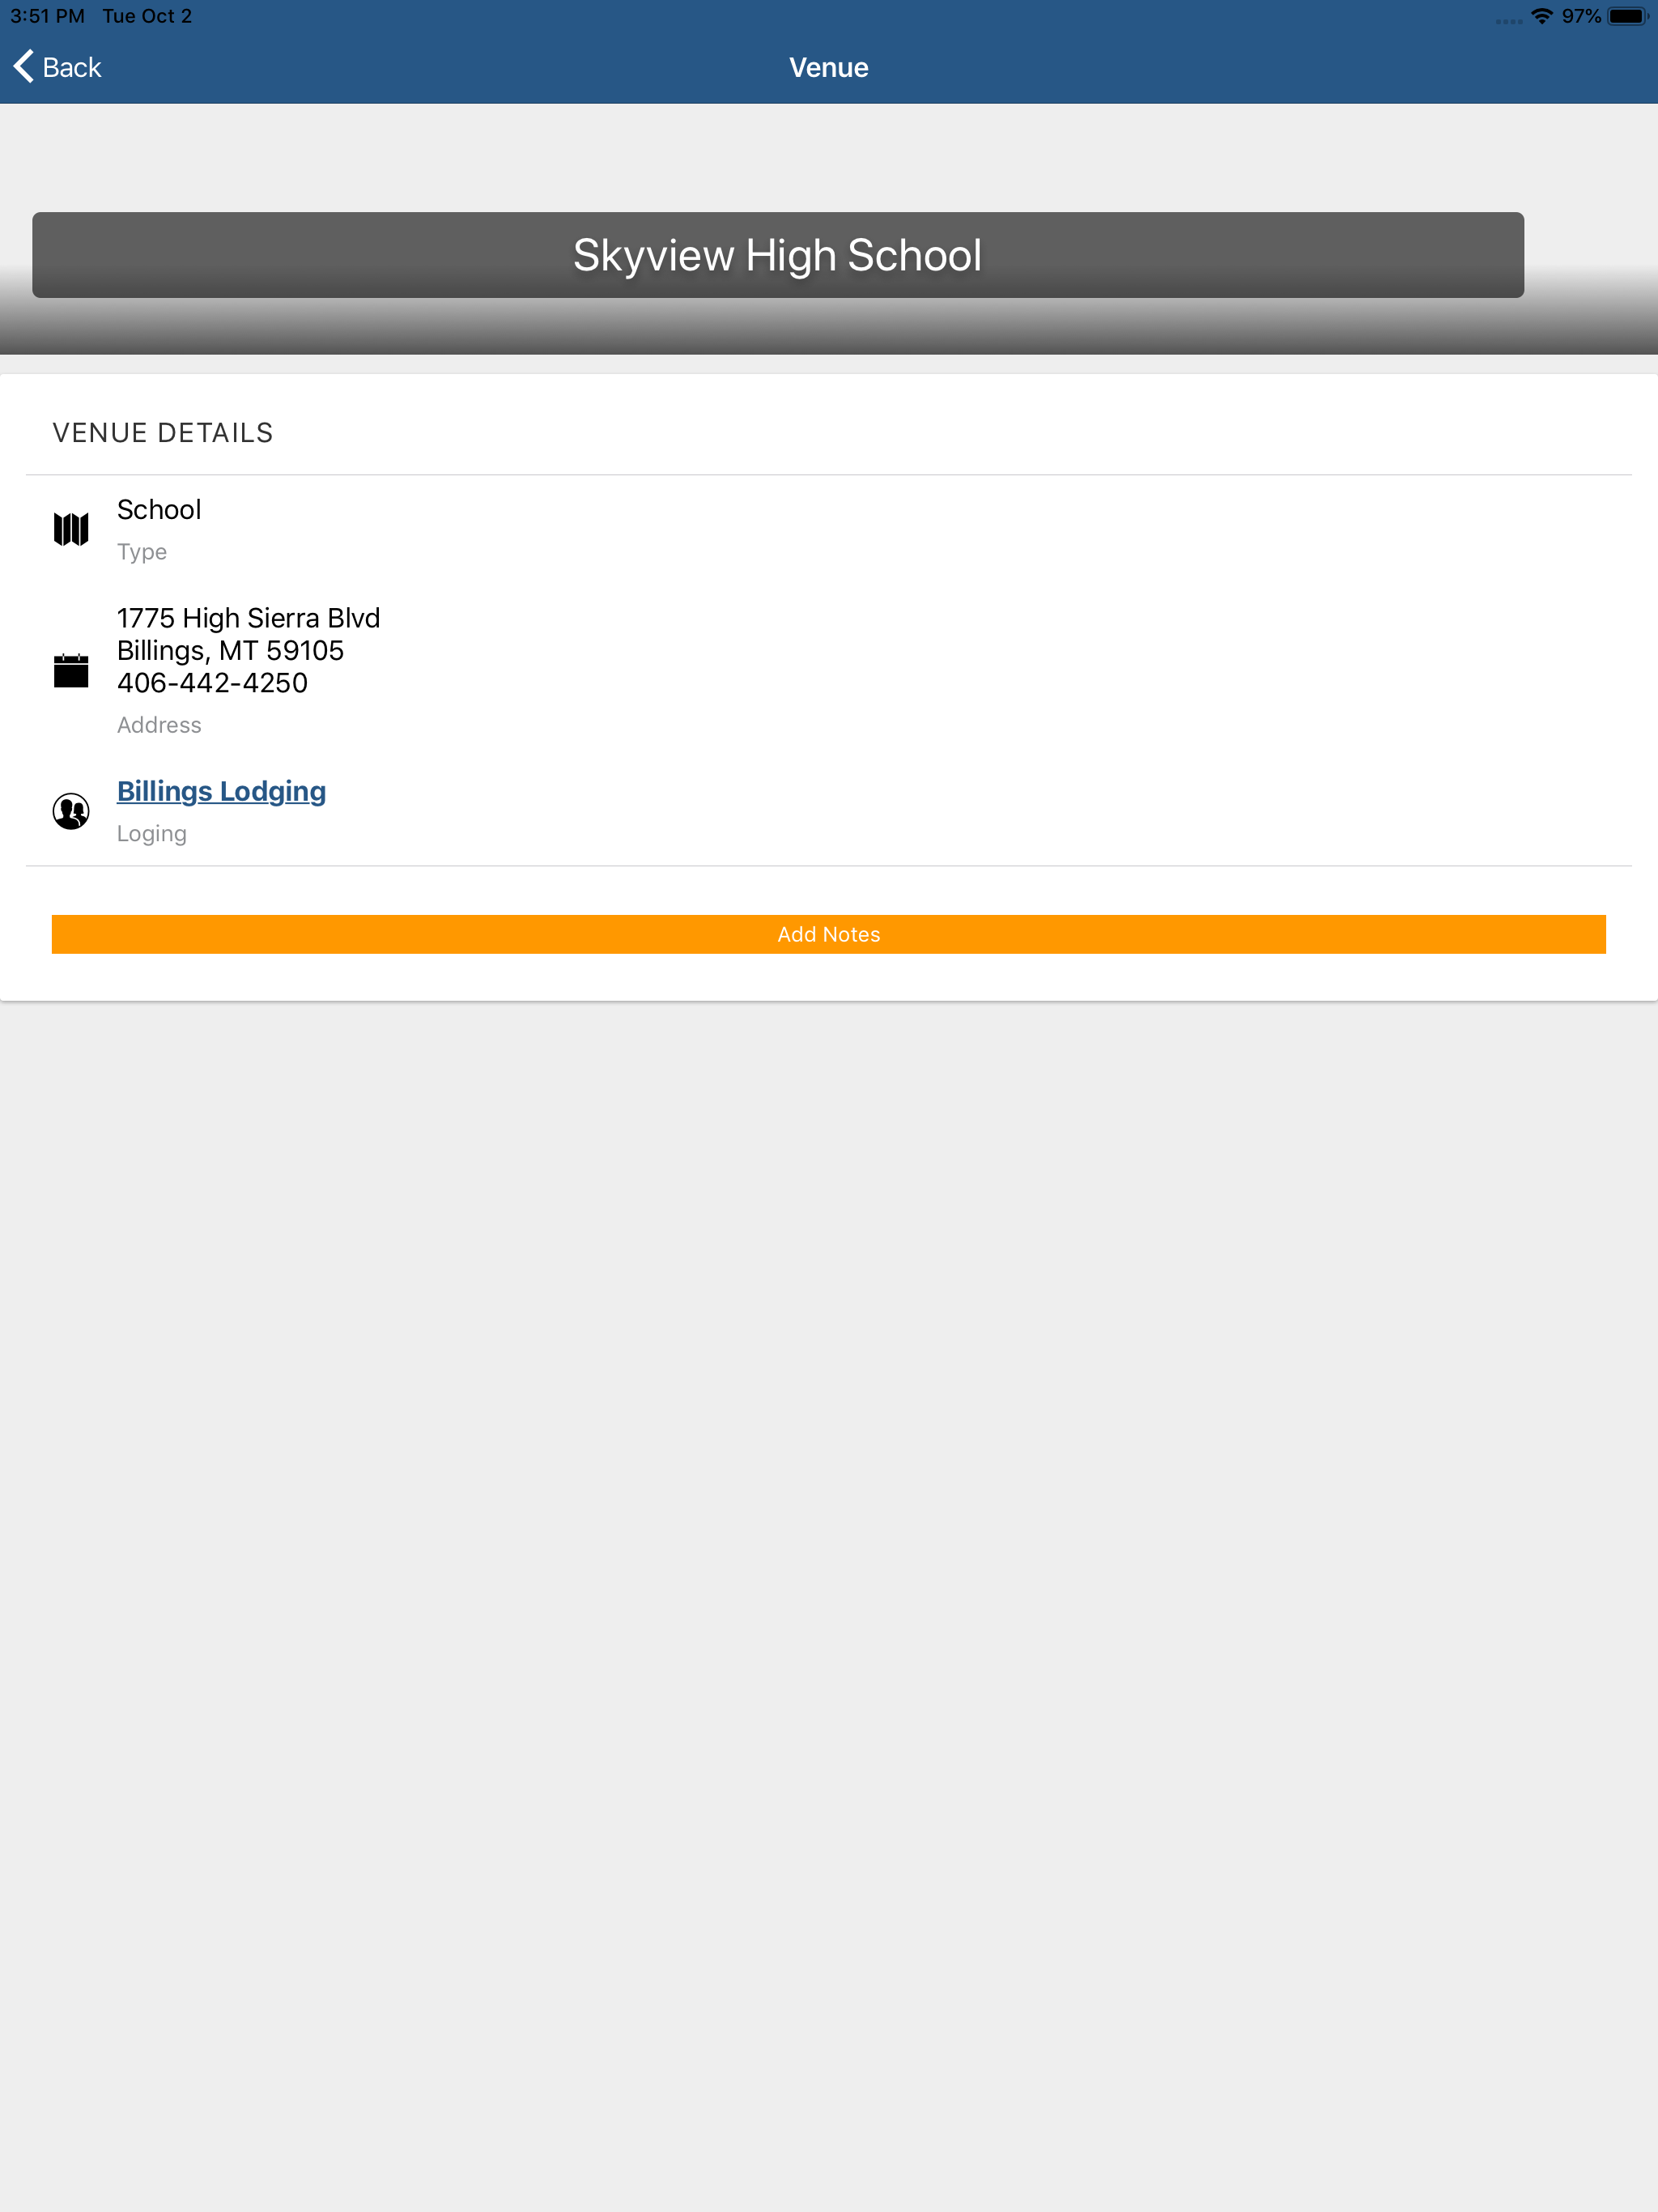 3:51 PM Tue Oct 2 97%
Back Venue
Skyview High School
VENUE DETAILS
School
Type
1775 High Sierra Blvd
Billings, MT 59105
406-442-4250
Address
Billings Lodging
Loging
Add Notes